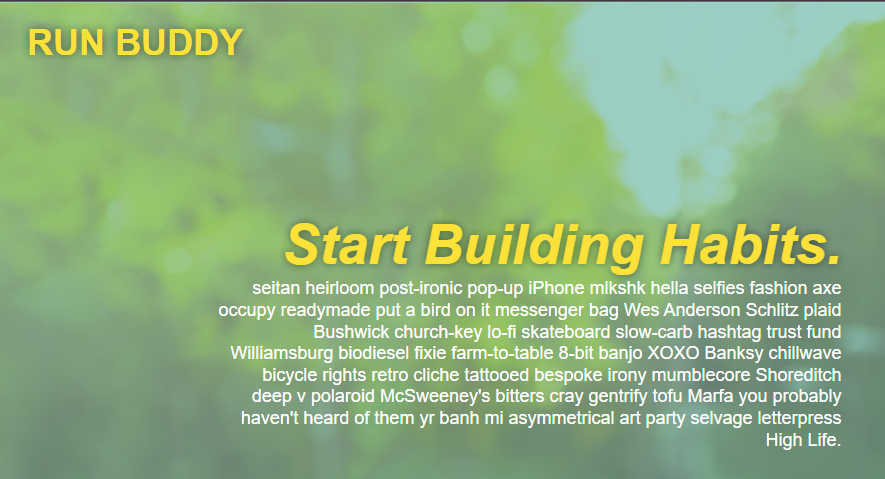 RUN BUDDY
Start Building Habits.
seitan heirloom post-ironic pop-up iPhone mlkshk hella selfies fashion axe
occupy readymade put a bird on it messenger bag Wes Anderson Schlitz plaid
Bushwick church-key lo-fi skateboard slow-carb hashtag trust fund
Williamsburg biodiesel fixie farm-to-table 8-bit banjo XOXO Banksy chillwave
bicycle rights retro cliche tattooed bespoke irony mumblecore Shoreditch
deep v polaroid McSweeney's bitters cray gentrify tofu Marfa you probably
haven't heard of them yr banh mi asymmetrical art party selvage letterpress
High Life.